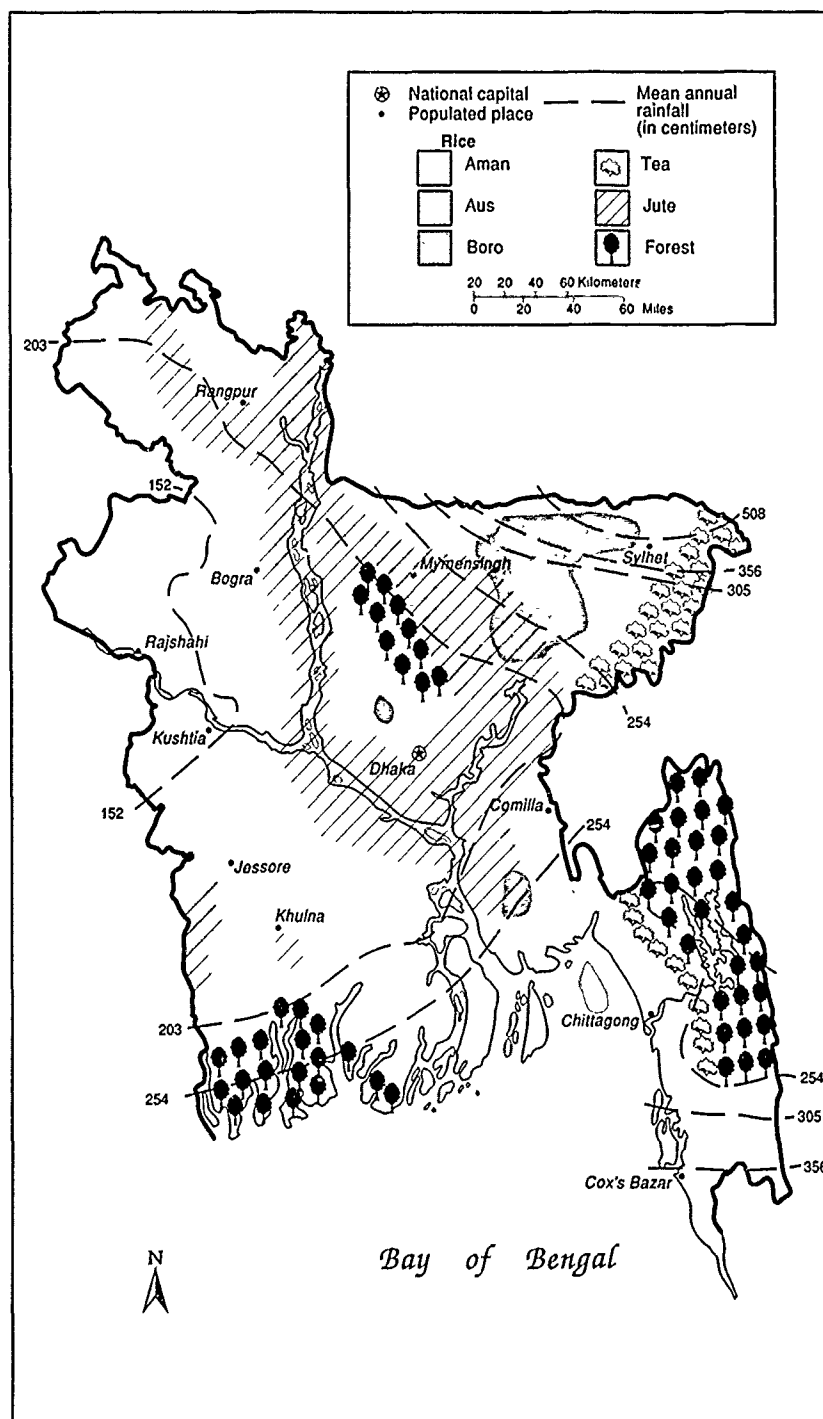 National capital
Populated place
Mean annual
rainfall
(in centimeters)
Rice
Aman
Aus
Boro
Tea
Jute
Forest
20 0 20 40 60 Kilometers
0 20 40 60 Miles
203
Rangpur
152
508
Sylhet
356
305
Mymensingh
Bogra
Rajshahi
254
Kushtia
Dhaka
152
Comilla
254
Jessore
Khulna
Chittagong
203
254
254
305
356
Cox's Bazar
N
Bay of Bengal